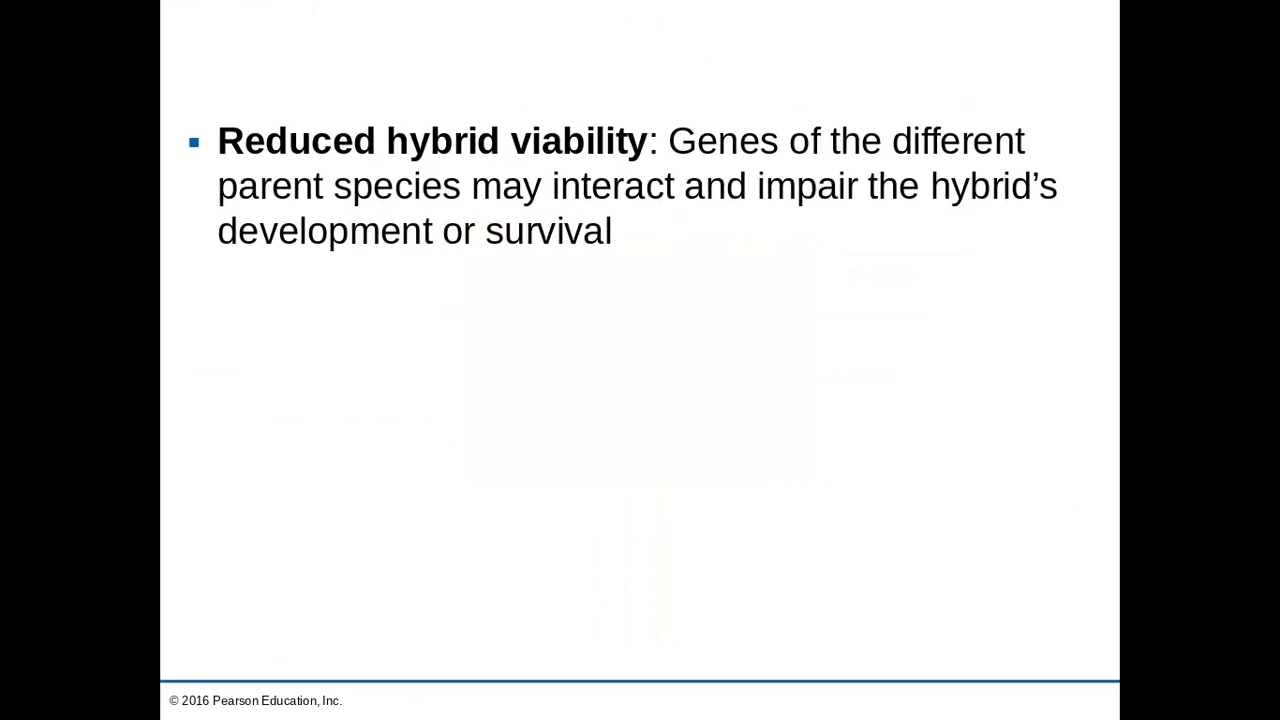 Reduced hybrid viability: Genes of the different
parent species may interact and impair the hybrid’s
development or survival
© 2016 Pearson Education, Inc.